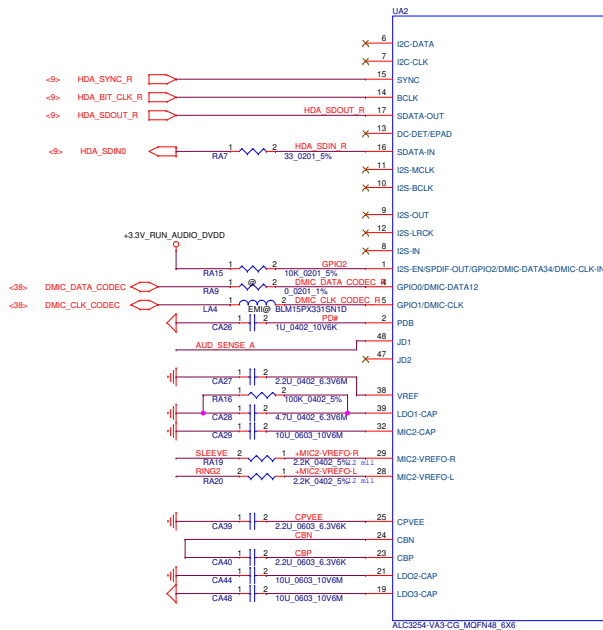 UA2
6 I2C-DATA
7 I2C-CLK
<9> HDA_SYNC_R 15 SYNC
<9> HDA_BIT_CLK_R 14 BCLK
<9> HDA_SDOUT_R HDA_SDOUT_R 17 SDATA-OUT
13 DC-DET/EPAD
<9> HDA_SDIN0 1 2 HDA_SDIN_R 16 SDATA-IN
RA7 33_0201_5%
11 I2S-MCLK
10 I2S-BCLK
9 I2S-OUT
12 I2S-LRCK
+3.3V_RUN_AUDIO_DVDD
8 I2S-IN
1 2 GPIO2 1 I2S-EN/SPDIF-OUT/GPIO2/DMIC-DATA34/DMIC-CLK-IN
RA15 10K_0201_5%
<38> DMIC_DATA_CODEC 1 @ 2 DMIC_DATA_CODEC_R 4 GPIO0/DMIC-DATA12
RA9 0_0201_1%
<38> DMIC_CLK_CODEC 1 2 DMIC_CLK_CODEC_R 5 GPIO1/DMIC-CLK
LA4 EMI@ BLM15PX331SN1D
1 2 PD# 2 PDB
CA26 1U_0402_10V6K
AUD_SENSE_A 48 JD1
47 JD2
1 2
CA27 2.2U_0402_6.3V6M
1 2 38 VREF
RA16 100K_0402_5%
1 2 39 LDO1-CAP
CA28 4.7U_0402_6.3V6M
1 2 32 MIC2-CAP
CA29 10U_0603_10V6M
SLEEVE 2 1 +MIC2-VREFO-R 29 MIC2-VREFO-R
RA19 2.2K_0402_5% 12 mil
RING2 2 1 +MIC2-VREFO-L 28 MIC2-VREFO-L
RA20 2.2K_0402_5% 12 mil
1 2 CPVEE 25 CPVEE
CA39 2.2U_0603_6.3V6K
CBN 24 CBN
1 2 CBP 23 CBP
CA40 2.2U_0603_6.3V6K
1 2 21 LDO2-CAP
CA44 10U_0603_10V6M
1 2 19 LDO3-CAP
CA48 10U_0603_10V6M
ALC3254-VA3-CG_MQFN48_6X6